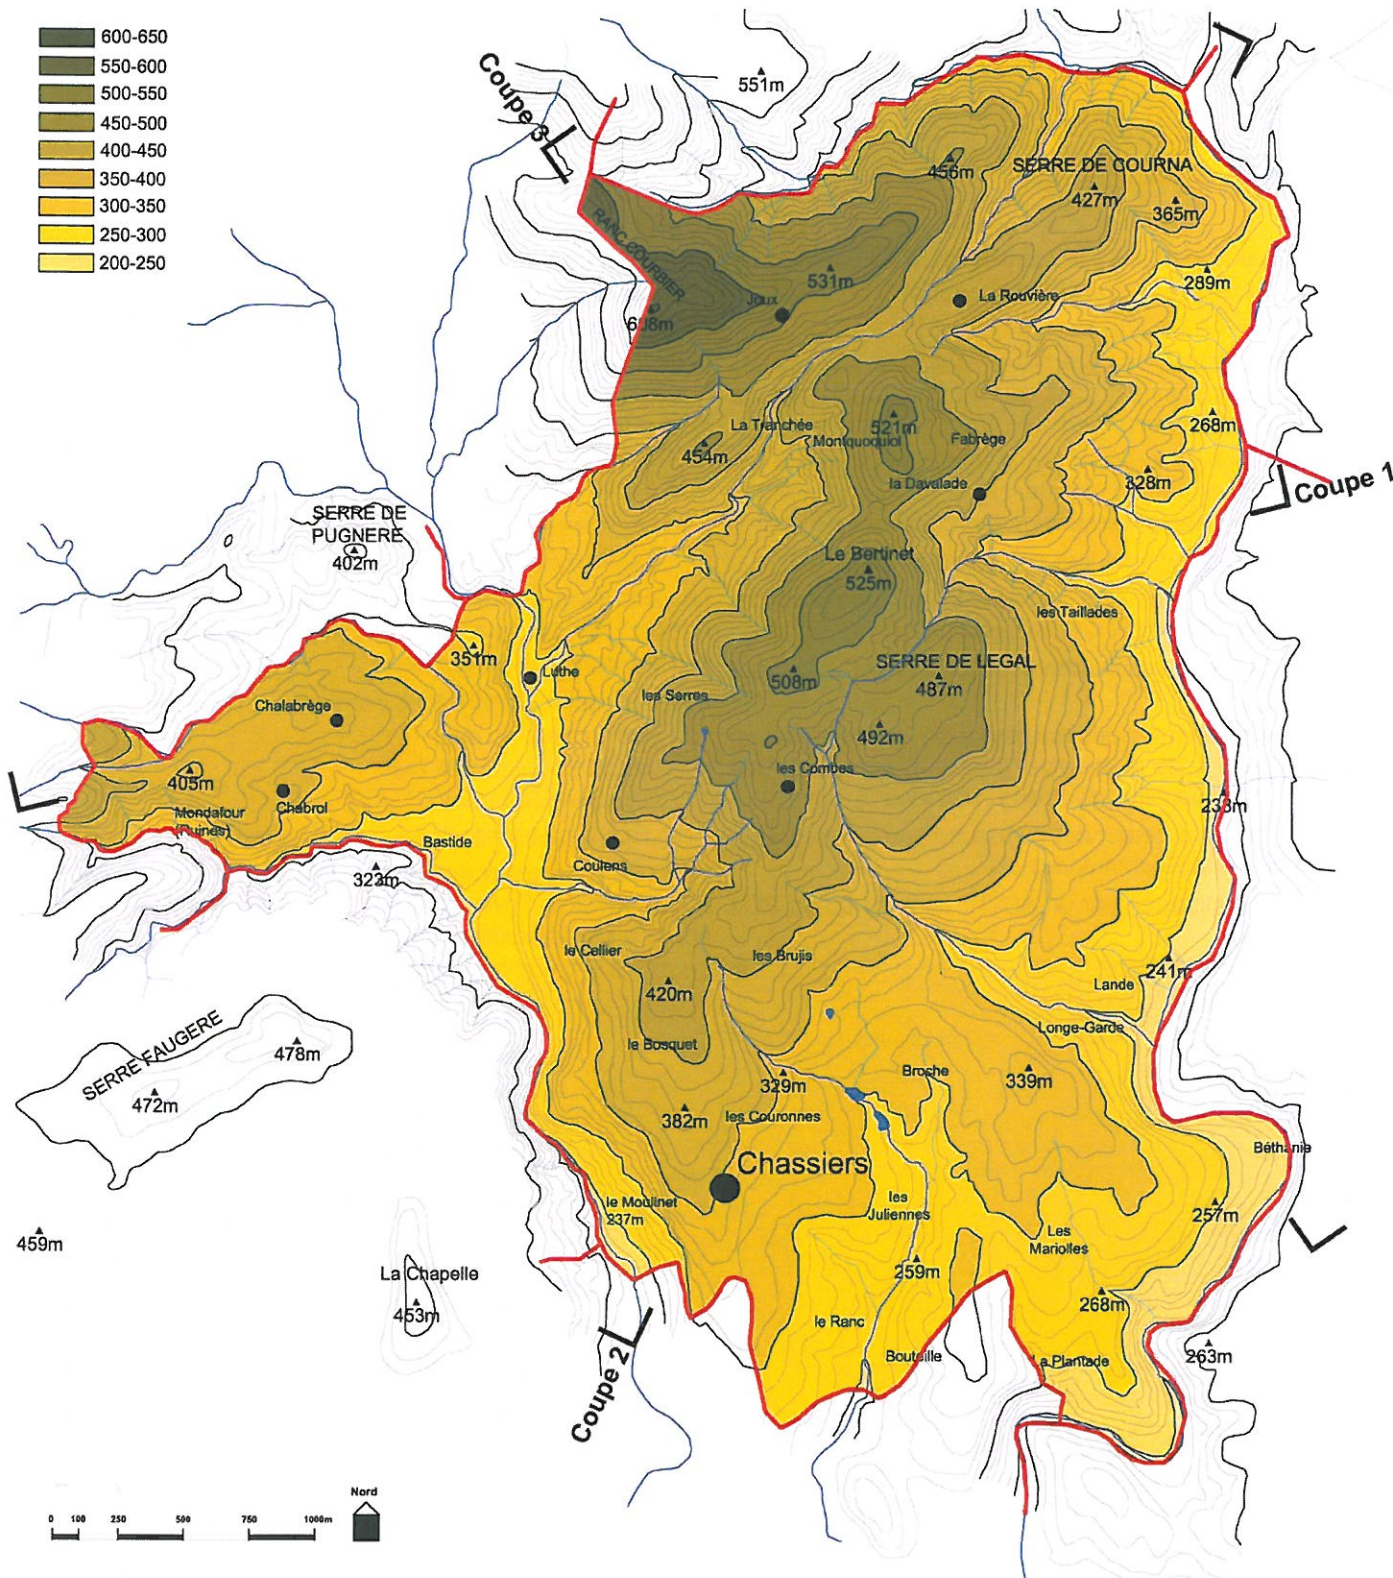 600-650
550-600
500-550
450-500
400-450
350-400
300-350
250-300
200-250
Coupe 3
551m
456m
SERRE DE COURNA
427m
365m
RANC COURBIER
531m
289m
Joux
La Rouvière
La Tranchée
521m
Montquoquiol
Fabrège
268m
454m
la Davalade
328m
Coupe 1
SERRE DE
PUGNERE
402m
Le Bertinet
525m
les Taillades
351m
Luthe
SERRE DE LEGAL
508m
487m
les Serres
Chalabrège
492m
405m
les Combes
Mondafour
(Ruines)
Chabrol
Bastide
323m
Coulens
le Cellier
les Brujis
241m
Lande
420m
Longe-Garde
SERRE FAUGERE
478m
le Bosquet
472m
329m
Broche
339m
382m
les Couronnes
Chassiers
Béthanie
le Moulinet
237m
les
Juliennes
257m
Les
Mariolles
459m
259m
La Chapelle
453m
268m
le Ranc
Bouteille
La Plantade
263m
Coupe 2
Nord
0 100 250 500 750 1000m